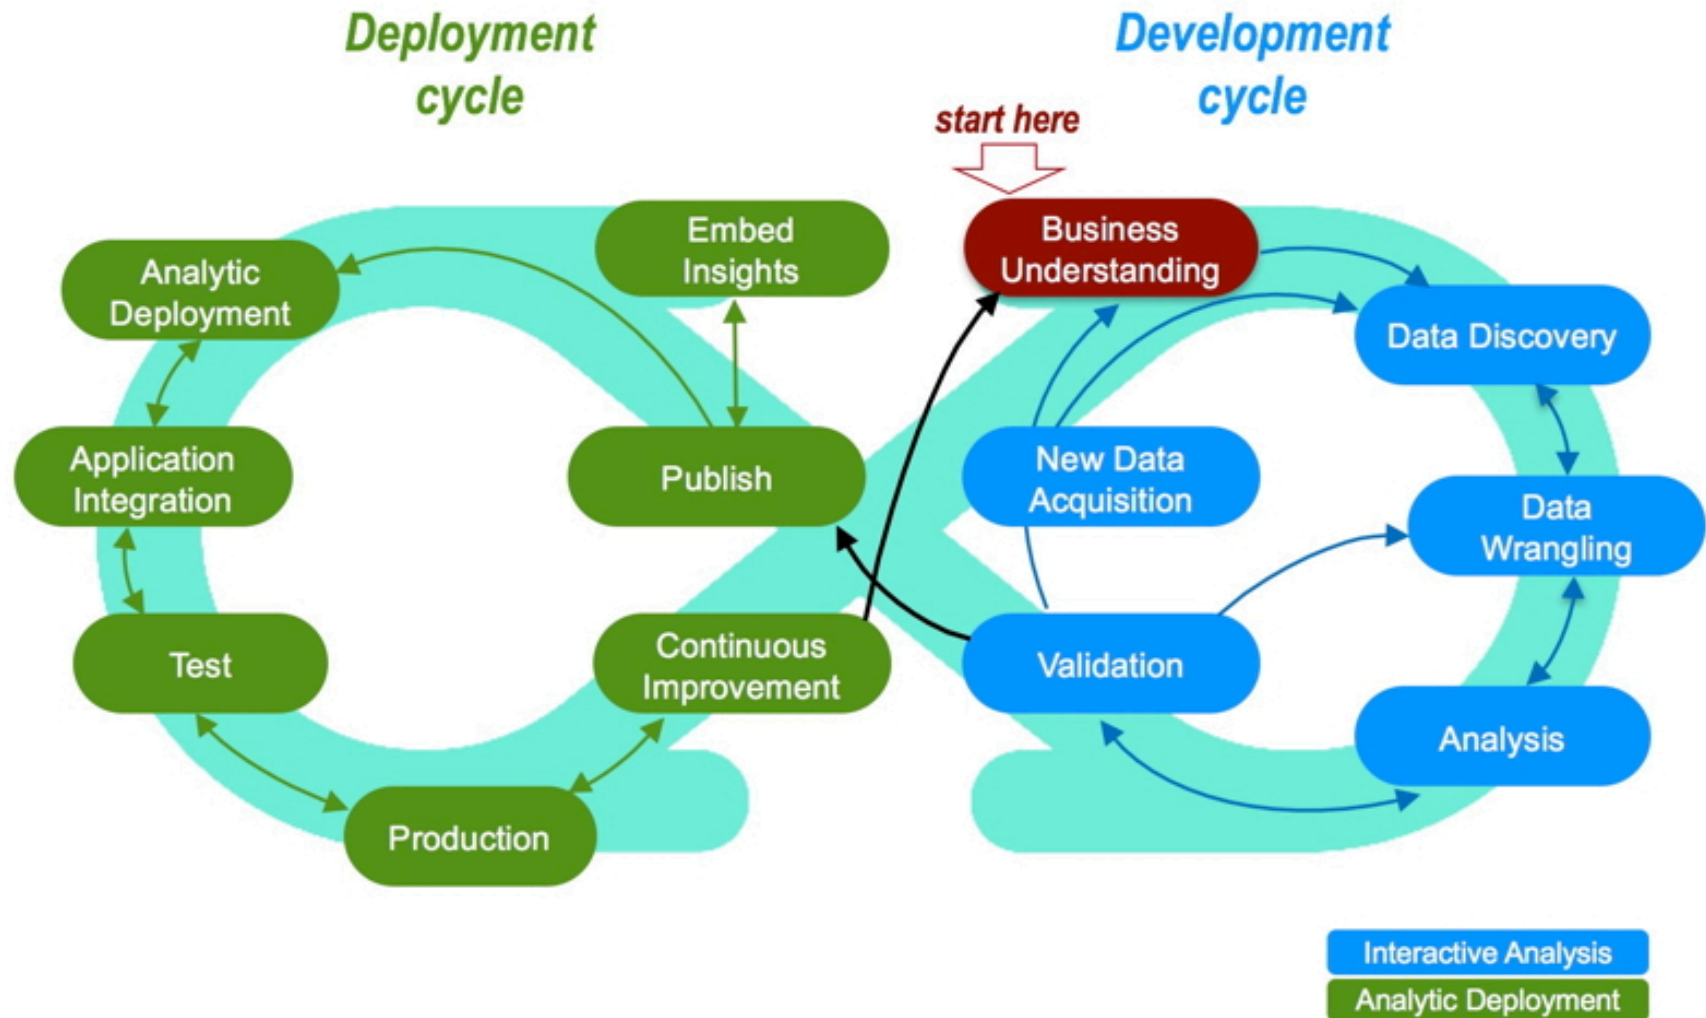 Deployment
cycle
Development
cycle
start here
Embed
Insights
Business
Understanding
Analytic
Deployment
Data Discovery
Application
Integration
Publish
New Data
Acquisition
Data
Wrangling
Test
Continuous
Improvement
Validation
Analysis
Production
Interactive Analysis
Analytic Deployment